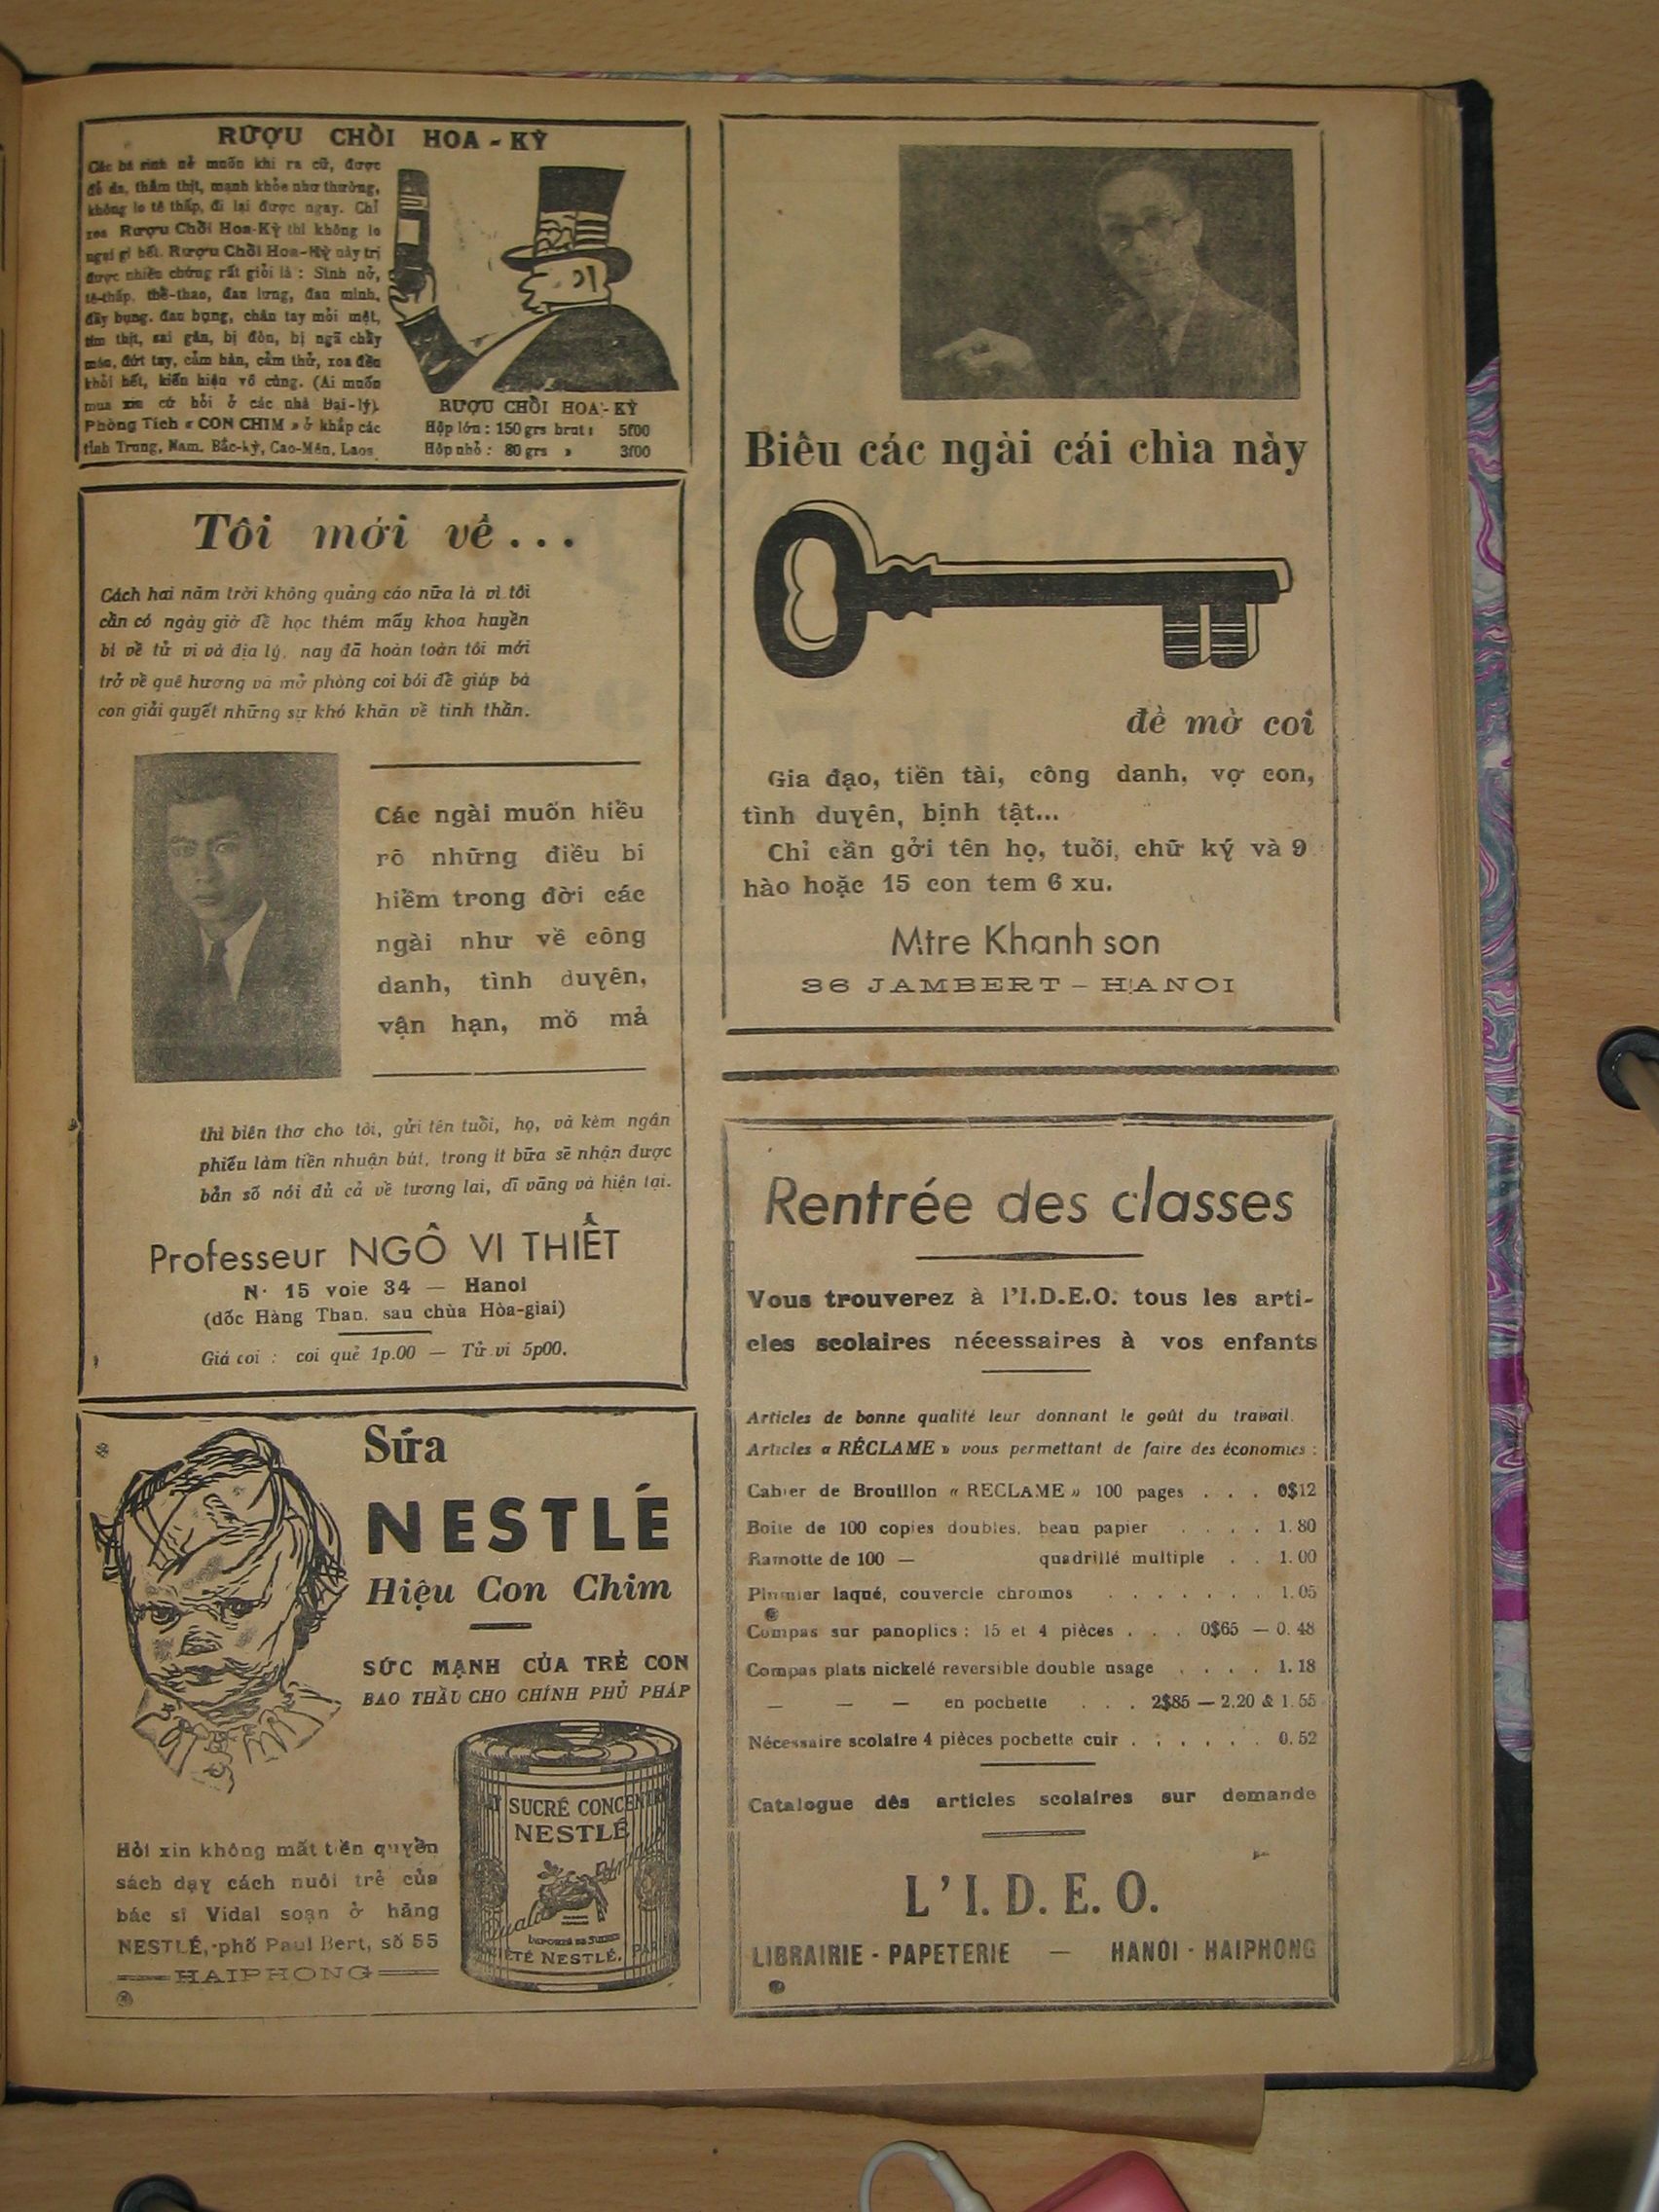 RƯỢU CHỒI HOA-KỲ
Các bà sinh nở muốn khi ra cữ, được
đỏ da, thắm thịt, mạnh khỏe như thường,
không lo tê thấp, đi lại được ngay. Chỉ
xoa Rượu Chồi Hoa-Kỳ thì không lo
ngại gì hết. Rượu Chồi Hoa-Kỳ này trị
được nhiều chứng rất giỏi là : Sinh nở,
tê-thấp, thể-thao, đau lưng, đau mình,
đầy bụng, đau bụng, chân tay mỏi mệt,
tím thịt, sai gân, bị đòn, bị ngã chẩy
máu, đứt tay, cảm hàn, cảm thử, xoa đều
khỏi hết, kiến hiệu vô cùng. (Ai muốn
mua xin cứ hỏi ở các nhà Đại-lý).
Phòng Tích « CON CHIM » ở khắp các
tỉnh Trung, Nam, Bắc-kỳ, Cao-Mên, Laos
RƯỢU CHỒI HOA-KỲ
Hộp lớn : 150 grs brut : 5f00
Hộp nhỏ : 80 grs » 3f00
Tôi mới về...
Cách hai năm trời không quảng cáo nữa là vì tôi
cần có ngày giờ để học thêm mấy khoa huyền
bí về tử vi và địa lý, nay đã hoàn toàn tôi mới
trở về quê hương và mở phòng coi bói để giúp bà
con giải quyết những sự khó khăn về tinh thần.
Các ngài muốn hiểu
rõ những điều bí
hiểm trong đời các
ngài như về công
danh, tình duyên,
vận hạn, mồ mả
thì biên thơ cho tôi, gửi tên tuổi, họ, và kèm ngân
phiếu làm tiền nhuận bút, trong ít bữa sẽ nhận được
bản số nói đủ cả về tương lai, dĩ vãng và hiện tại.
Professeur NGÔ VI THIẾT
N· 15 voie 34 — Hanoi
(dốc Hàng Than, sau chùa Hòa-giai)
Giá coi : coi quẻ 1p.00 — Tử vi 5p00.
Sữa
NESTLÉ
Hiệu Con Chim
SỨC MẠNH CỦA TRẺ CON
BAO THẦU CHO CHÍNH PHỦ PHÁP
SUCRÉ CONCEN
NESTLÉ
IMPORTÉ DE SUISSE
TÉ NESTLÉ,
Hỏi xin không mất tiền quyền
sách dạy cách nuôi trẻ của
bác sĩ Vidal soạn ở hãng
NESTLÉ, phố Paul Bert, số 55
HAIPHONG
Biếu các ngài cái chìa này
để mở coi
Gia đạo, tiền tài, công danh, vợ con,
tình duyên, bịnh tật...
Chỉ cần gởi tên họ, tuổi, chữ ký và 9
hào hoặc 15 con tem 6 xu.
Mtre Khanh son
36 JAMBERT - HANOI
Rentrée des classes
Vous trouverez à l'I.D.E.O. tous les arti-
cles scolaires nécessaires à vos enfants
Articles de bonne qualité leur donnant le goût du travail.
Articles « RÉCLAME » vous permettant de faire des économies :
Cahier de Brouillon « RECLAME » 100 pages . . . 0$12
Boite de 100 copies doubles, beau papier . . . . 1.80
Ramotte de 100 — quadrillé multiple . . 1.00
Plumier laqué, couvercle chromos . . . . . . . 1.05
Compas sur panoplics : 15 et 4 pièces . . . 0$65 — 0.48
Compas plats nickelé reversible double usage . . . . 1.18
— — — en pochette . . . 2$85 — 2.20 & 1.55
Nécessaire scolaire 4 pièces pochette cuir . . . . . . 0.52
Catalogue dès articles scolaires sur demande
L'I. D. E. O.
LIBRAIRIE - PAPETERIE — HANOI - HAIPHONG